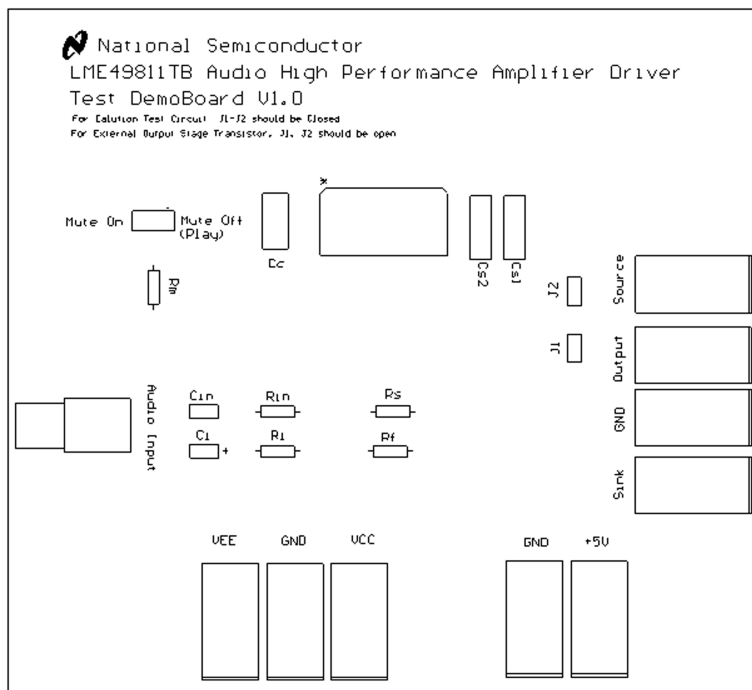 National Semiconductor
LME49811TB Audio High Performance Amplifier Driver
Test DemoBoard V1.0
For Ealution Test Circuit J1-J2 should be Closed
For External Output Stage Transistor, J1, J2 should be open
*
Mute On
Mute Off
(Play)
Cc
Cs2
Cs1
J2
Source
Rm
J1
Output
Audio Input
Cin
Rin
Rs
GND
Ci
+
Ri
Rf
Sink
VEE
GND
VCC
GND
+5V